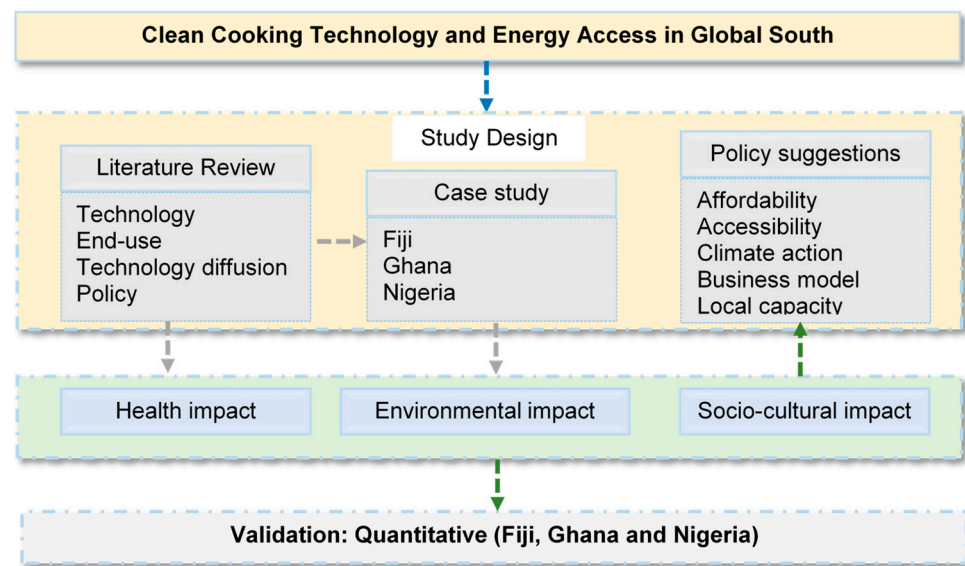 Clean Cooking Technology and Energy Access in Global South
Study Design
Literature Review
Technology
End-use
Technology diffusion
Policy
Case study
Fiji
Ghana
Nigeria
Policy suggestions
Affordability
Accessibility
Climate action
Business model
Local capacity
Health impact
Environmental impact
Socio-cultural impact
Validation: Quantitative (Fiji, Ghana and Nigeria)